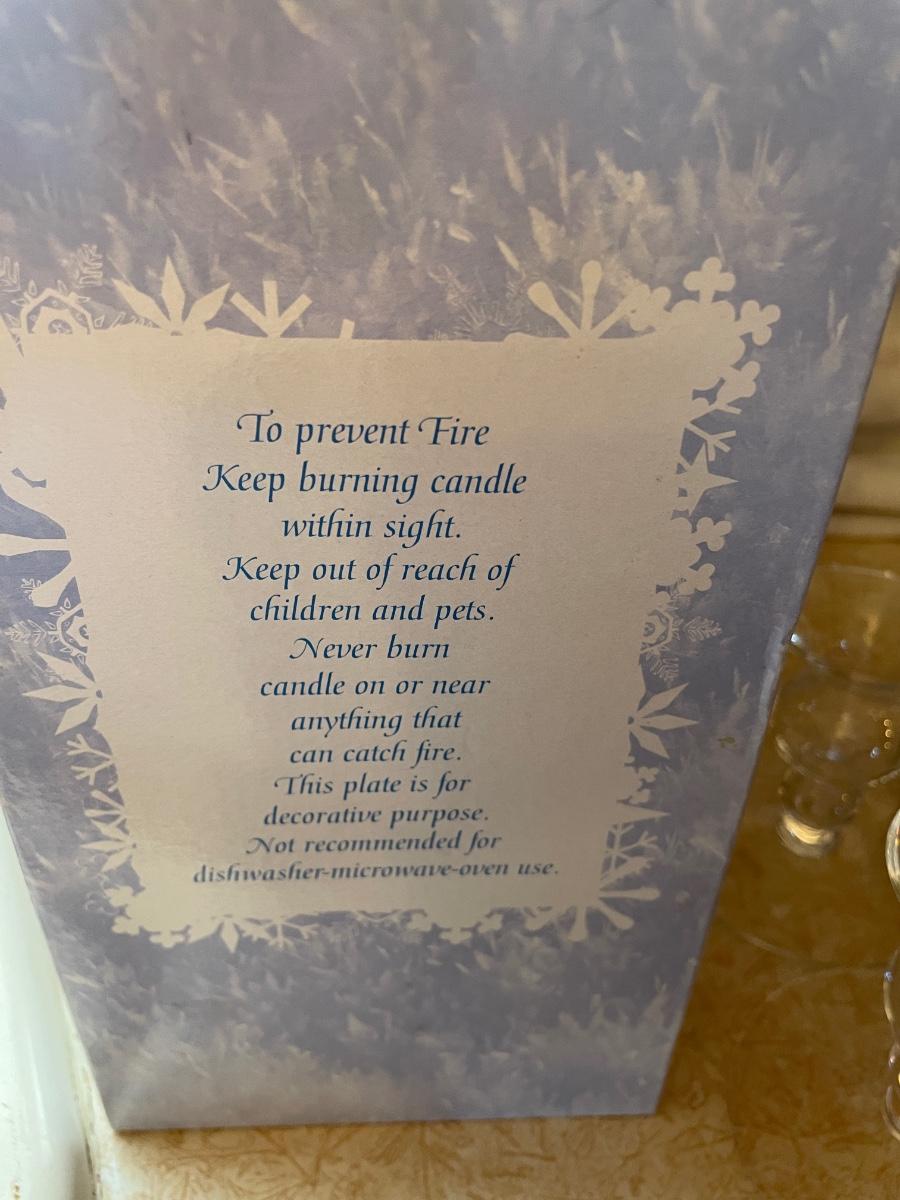 To prevent Fire
Keep burning candle
within sight.
Keep out of reach of
children and pets.
Never burn
candle on or near
anything that
can catch fire.
This plate is for
decorative purpose.
Not recommended for
dishwasher-microwave-oven use.